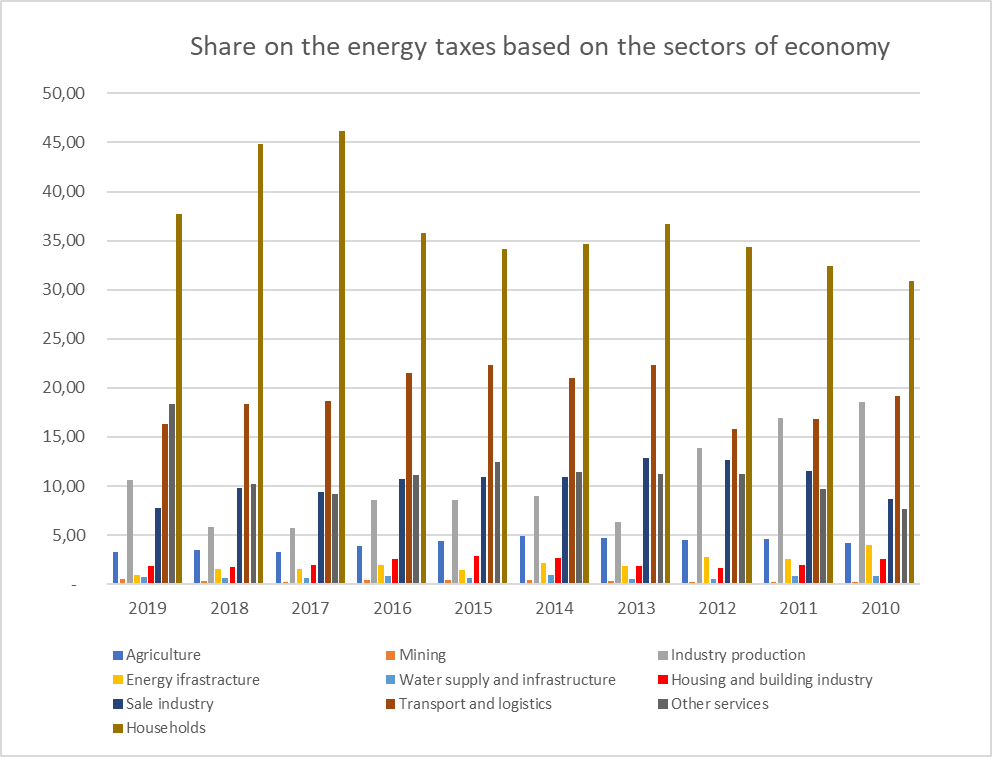 Share on the energy taxes based on the sectors of economy
50,00
45,00
40,00
35,00
30,00
25,00
20,00
15,00
10,00
5,00
-
2019 2018 2017 2016 2015 2014 2013 2012 2011 2010
Agriculture Mining Industry production
Energy ifrastracture Water supply and infrastructure Housing and building industry
Sale industry Transport and logistics Other services
Households